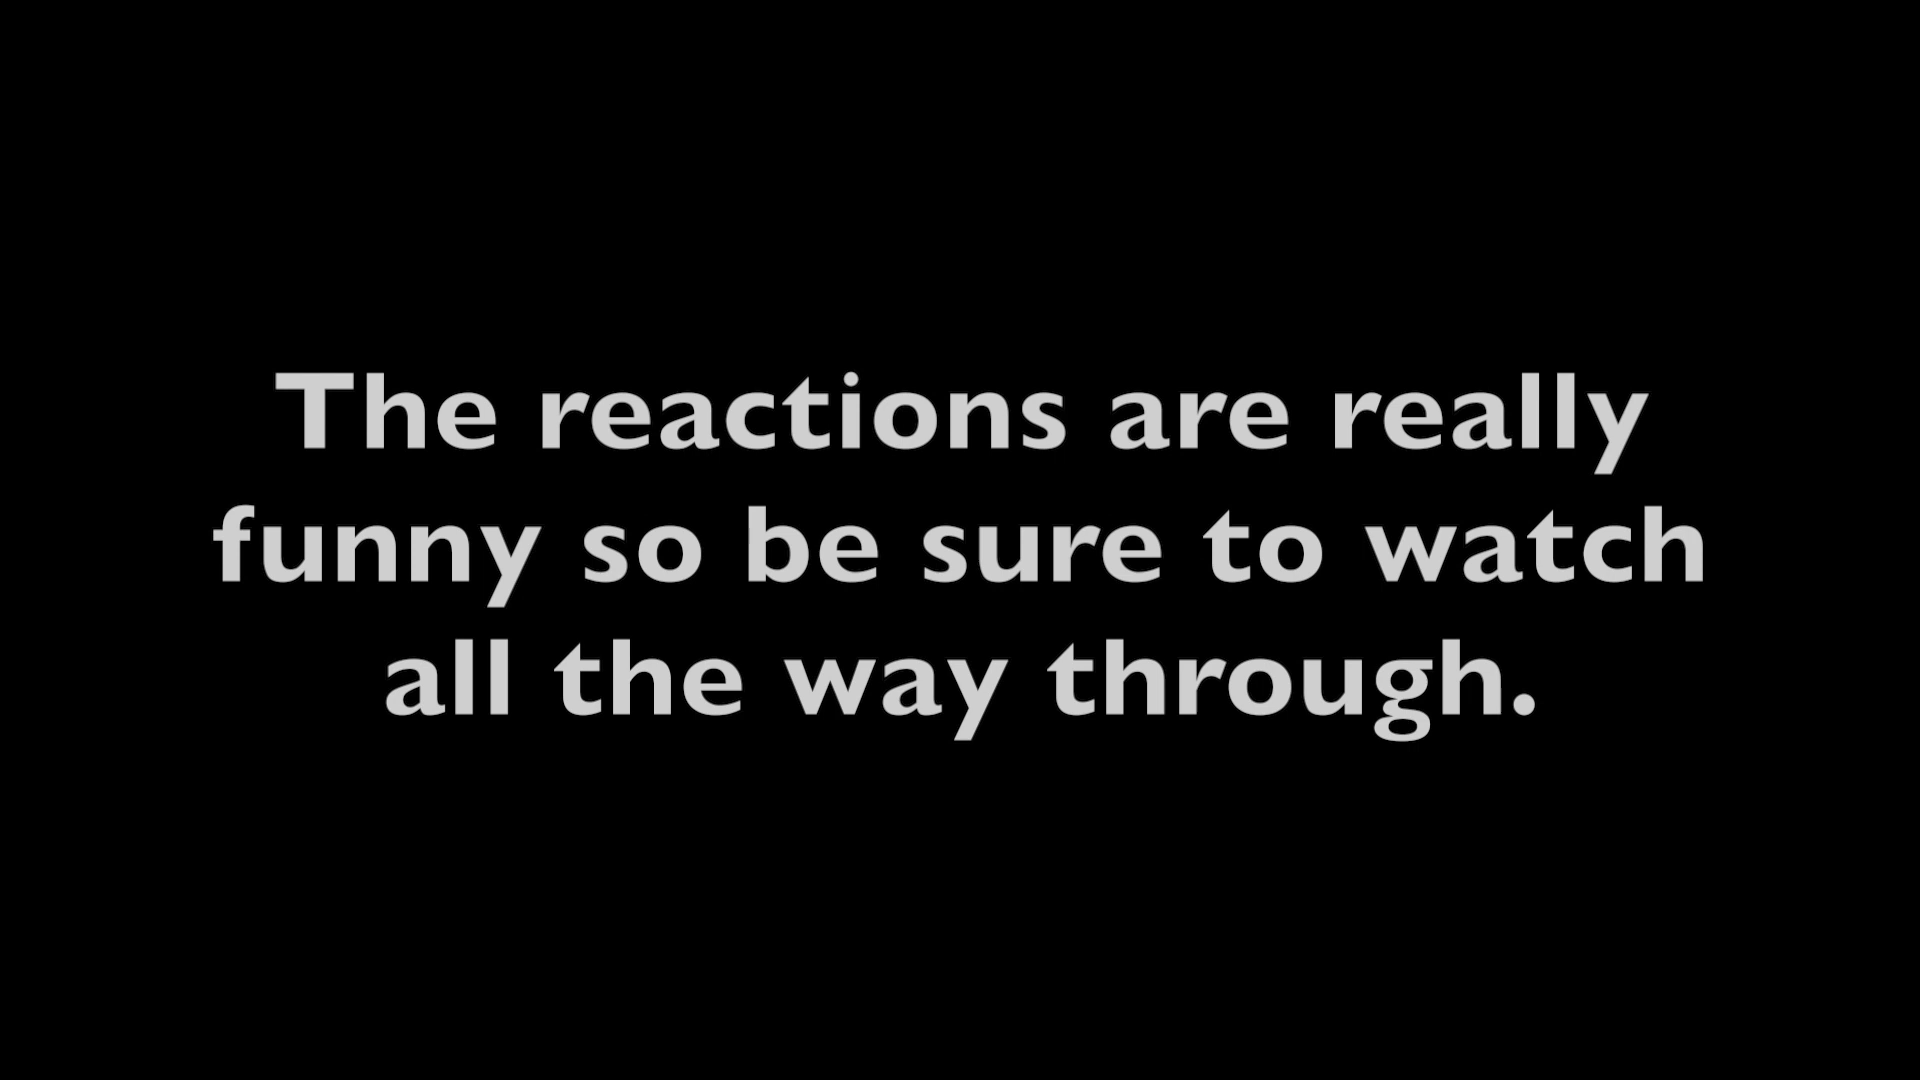 The reactions are really
funny so be sure to watch
all the way through.